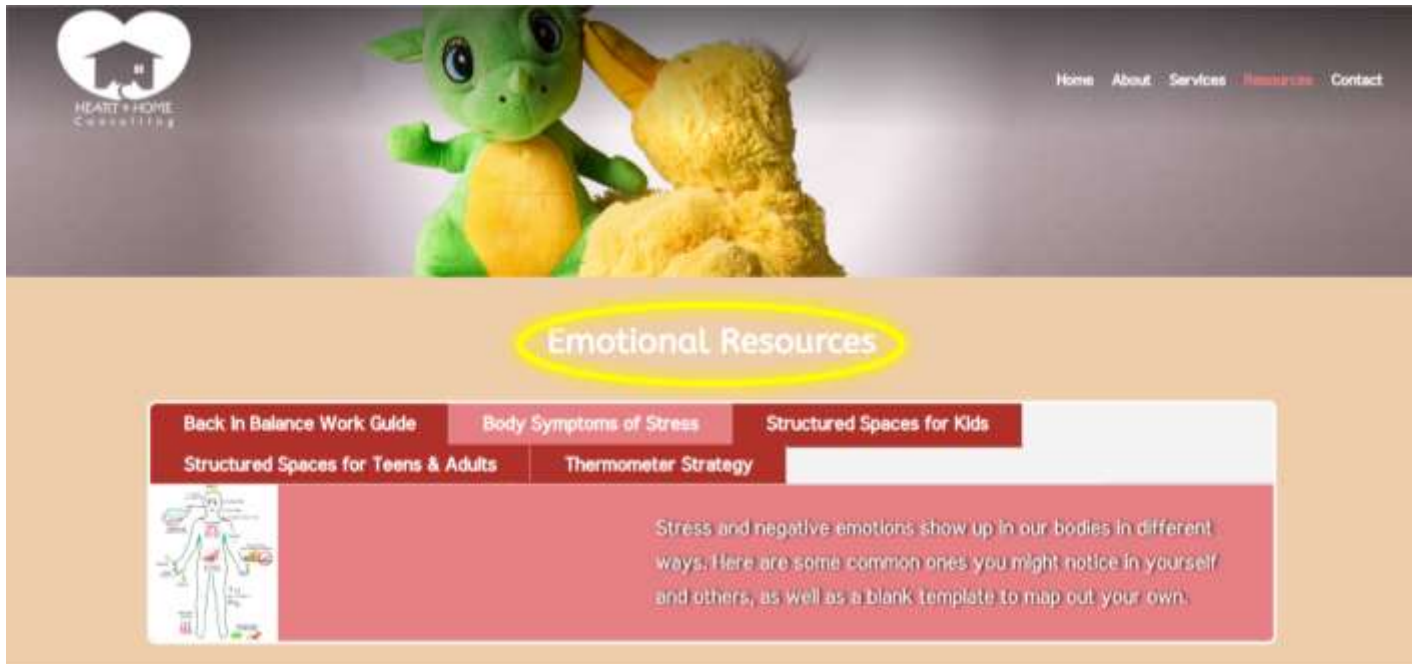 HEART + HOME
Consulting
Home About Services Resources Contact
Emotional Resources
Back In Balance Work Guide Body Symptoms of Stress Structured Spaces for Kids
Structured Spaces for Teens & Adults Thermometer Strategy
Stress and negative emotions show up in our bodies in different
ways. Here are some common ones you might notice in yourself
and others, as well as a blank template to map out your own.